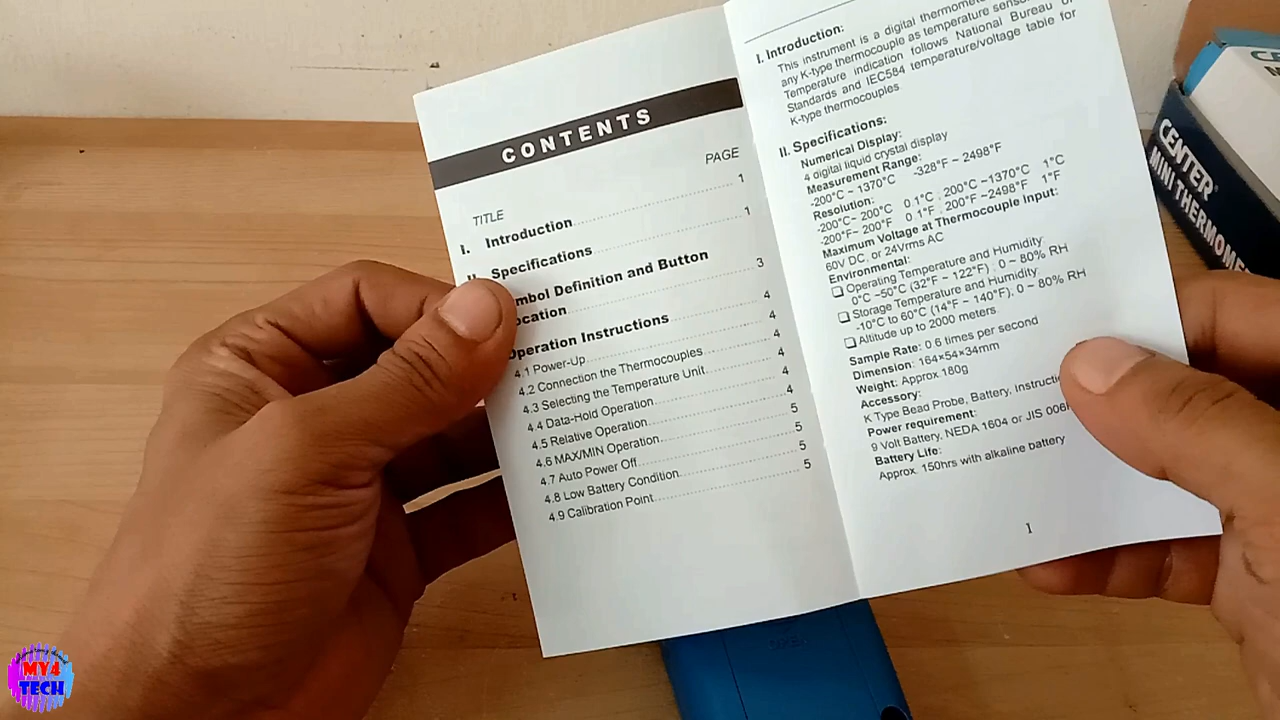 CONTENTS
TITLE PAGE
I. Introduction 1
Specifications 1
mbol Definition and Button
ocation 3
Operation Instructions 4
4.1 Power-Up 4
4.2 Connection the Thermocouples 4
4.3 Selecting the Temperature Unit 4
4.4 Data-Hold Operation 4
4.5 Relative Operation 4
4.6 MAX/MIN Operation 5
4.7 Auto Power Off 5
4.8 Low Battery Condition 5
4.9 Calibration Point 5
I. Introduction:
This instrument is a digital thermomete
any K-type thermocouple as temperature senso
Temperature indication follows National Bureau of
Standards and IEC584 temperature/voltage table for
K-type thermocouples
II. Specifications:
Numerical Display:
4 digital liquid crystal display
Measurement Range:
-200°C ~ 1370°C -328°F ~ 2498°F
Resolution:
-200°C~ 200°C 0.1°C ; 200°C ~1370°C 1°C
-200°F~ 200°F 0.1°F ; 200°F ~2498°F 1°F
Maximum Voltage at Thermocouple Input:
60V DC, or 24Vrms AC
Environmental:
❑ Operating Temperature and Humidity
0°C ~50°C (32°F ~ 122°F) ; 0 ~ 80% RH
❑ Storage Temperature and Humidity
-10°C to 60°C (14°F ~ 140°F); 0 ~ 80% RH
❑ Altitude up to 2000 meters
Sample Rate: 0 6 times per second
Dimension: 164×54×34mm
Weight: Approx 180g
Accessory:
K Type Bead Probe, Battery, Instructi
Power requirement:
9 Volt Battery, NEDA 1604 or JIS 006
Battery Life:
Approx. 150hrs with alkaline battery
1
CENTER
MINI THERMOME
MY4
TECH